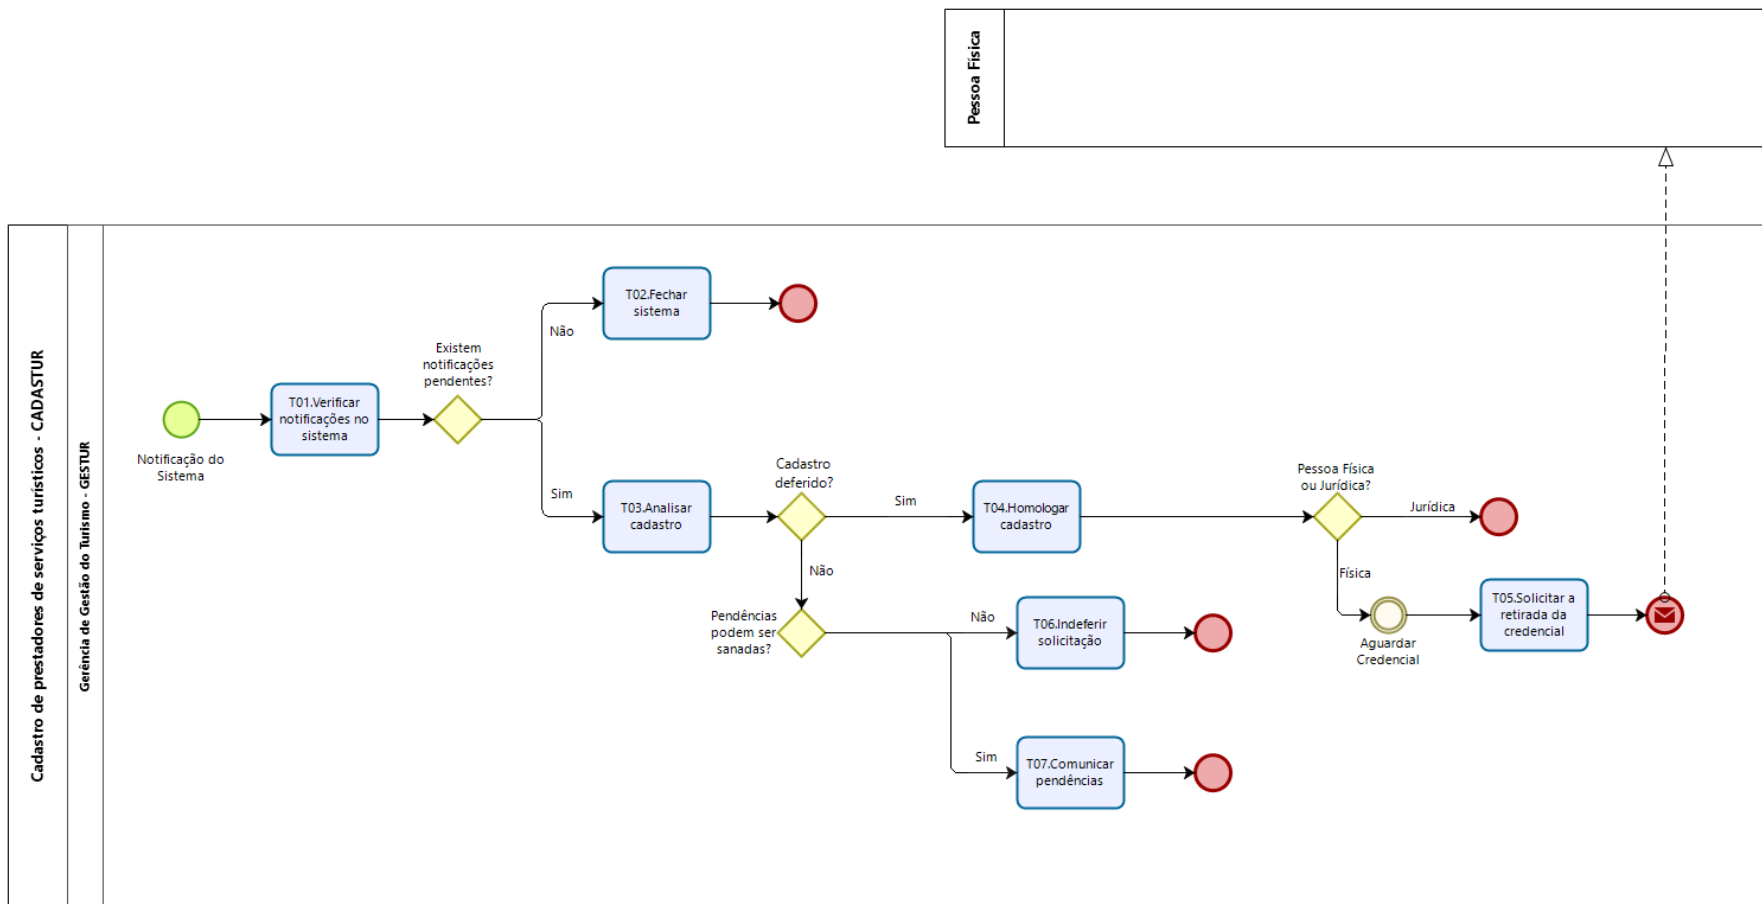 Pessoa Física
Cadastro de prestadores de serviços turísticos - CADASTUR
Gerência de Gestão do Turismo - GESTUR
Notificação do
Sistema
T01.Verificar
notificações no
sistema
Existem
notificações
pendentes?
Não
T02.Fechar
sistema
Sim
T03.Analisar
cadastro
Cadastro
deferido?
Sim
T04.Homologar
cadastro
Pessoa Física
ou Jurídica?
Jurídica
Física
Aguardar
Credencial
T05.Solicitar a
retirada da
credencial
Não
Pendências
podem ser
sanadas?
Não
T06.Indeferir
solicitação
Sim
T07.Comunicar
pendências